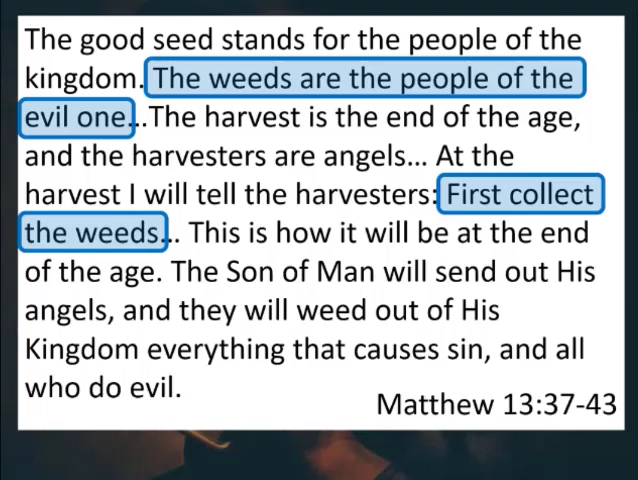 The good seed stands for the people of the
kingdom. The weeds are the people of the
evil one...The harvest is the end of the age,
and the harvesters are angels... At the
harvest I will tell the harvesters: First collect
the weeds... This is how it will be at the end
of the age. The Son of Man will send out His
angels, and they will weed out of His
Kingdom everything that causes sin, and all
who do evil.
Matthew 13:37-43